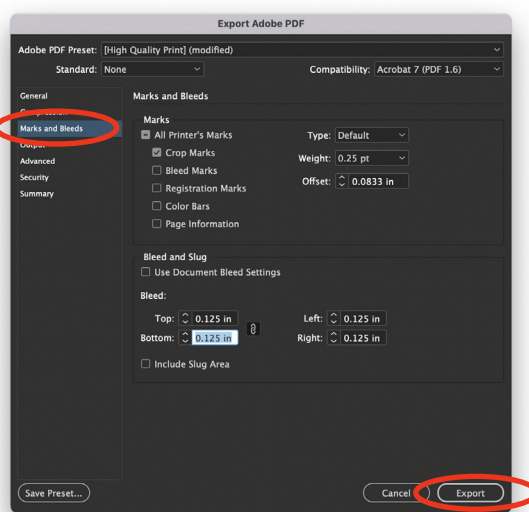 Export Adobe PDF
Adobe PDF Preset: [High Quality Print] (modified)
Standard: None Compatibility: Acrobat 7 (PDF 1.6)
General
Compression
Marks and Bleeds
Output
Advanced
Security
Summary
Marks and Bleeds
Marks
All Printer's Marks Type: Default
Crop Marks Weight: 0.25 pt
Bleed Marks Offset: 0.0833 in
Registration Marks
Color Bars
Page Information
Bleed and Slug
Use Document Bleed Settings
Bleed:
Top: 0.125 in Left: 0.125 in
Bottom: 0.125 in Right: 0.125 in
Include Slug Area
Save Preset... Cancel Export